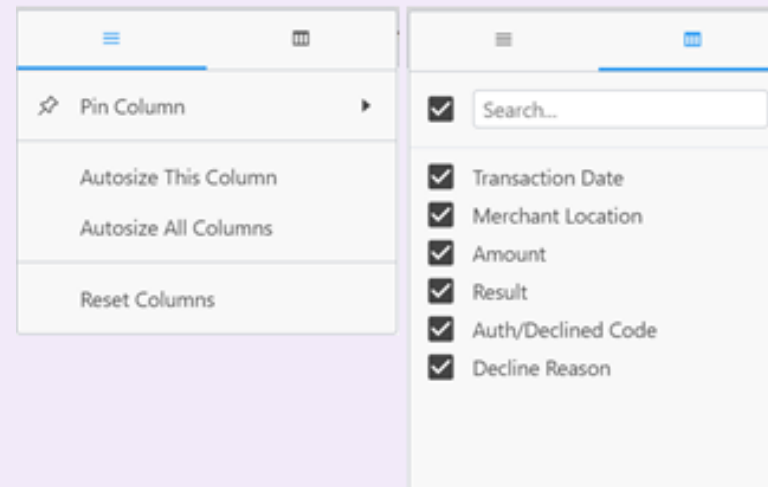 Pin Column
Autosize This Column
Autosize All Columns
Reset Columns
Search...
Transaction Date
Merchant Location
Amount
Result
Auth/Declined Code
Decline Reason